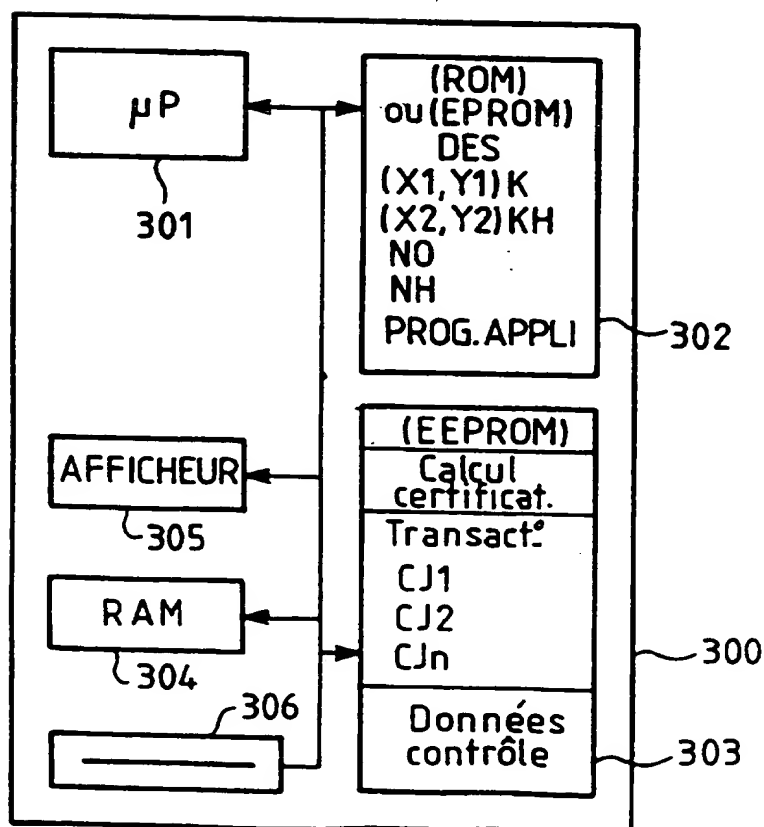 µP
301
(ROM)
ou (EPROM)
DES
(X1, Y1) K
(X2, Y2) KH
NO
NH
PROG. APPLI
302
AFFICHEUR
305
RAM
304
306
(EEPROM)
Calcul
certificat.
Transact.º
CJ1
CJ2
CJn
Données
contrôle
300
303